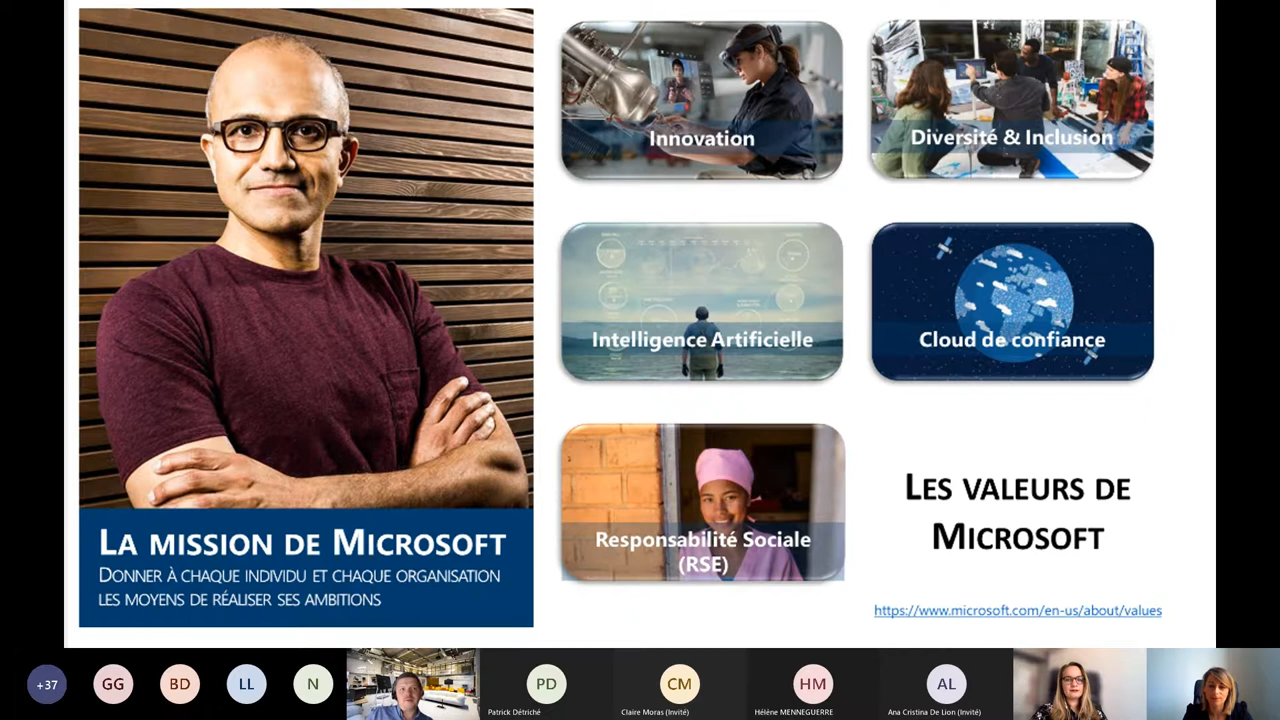 Innovation
Diversité & Inclusion
Intelligence Artificielle
Cloud de confiance
Responsabilité Sociale
(RSE)
LA MISSION DE MICROSOFT
DONNER À CHAQUE INDIVIDU ET CHAQUE ORGANISATION
LES MOYENS DE RÉALISER SES AMBITIONS
LES VALEURS DE
MICROSOFT
https://www.microsoft.com/en-us/about/values
+37
GG
BD
LL
N
PD
Patrick Détriché
CM
Claire Moras (Invité)
HM
Hélène MENNEGUERRE
AL
Ana Cristina De Lion (Invité)